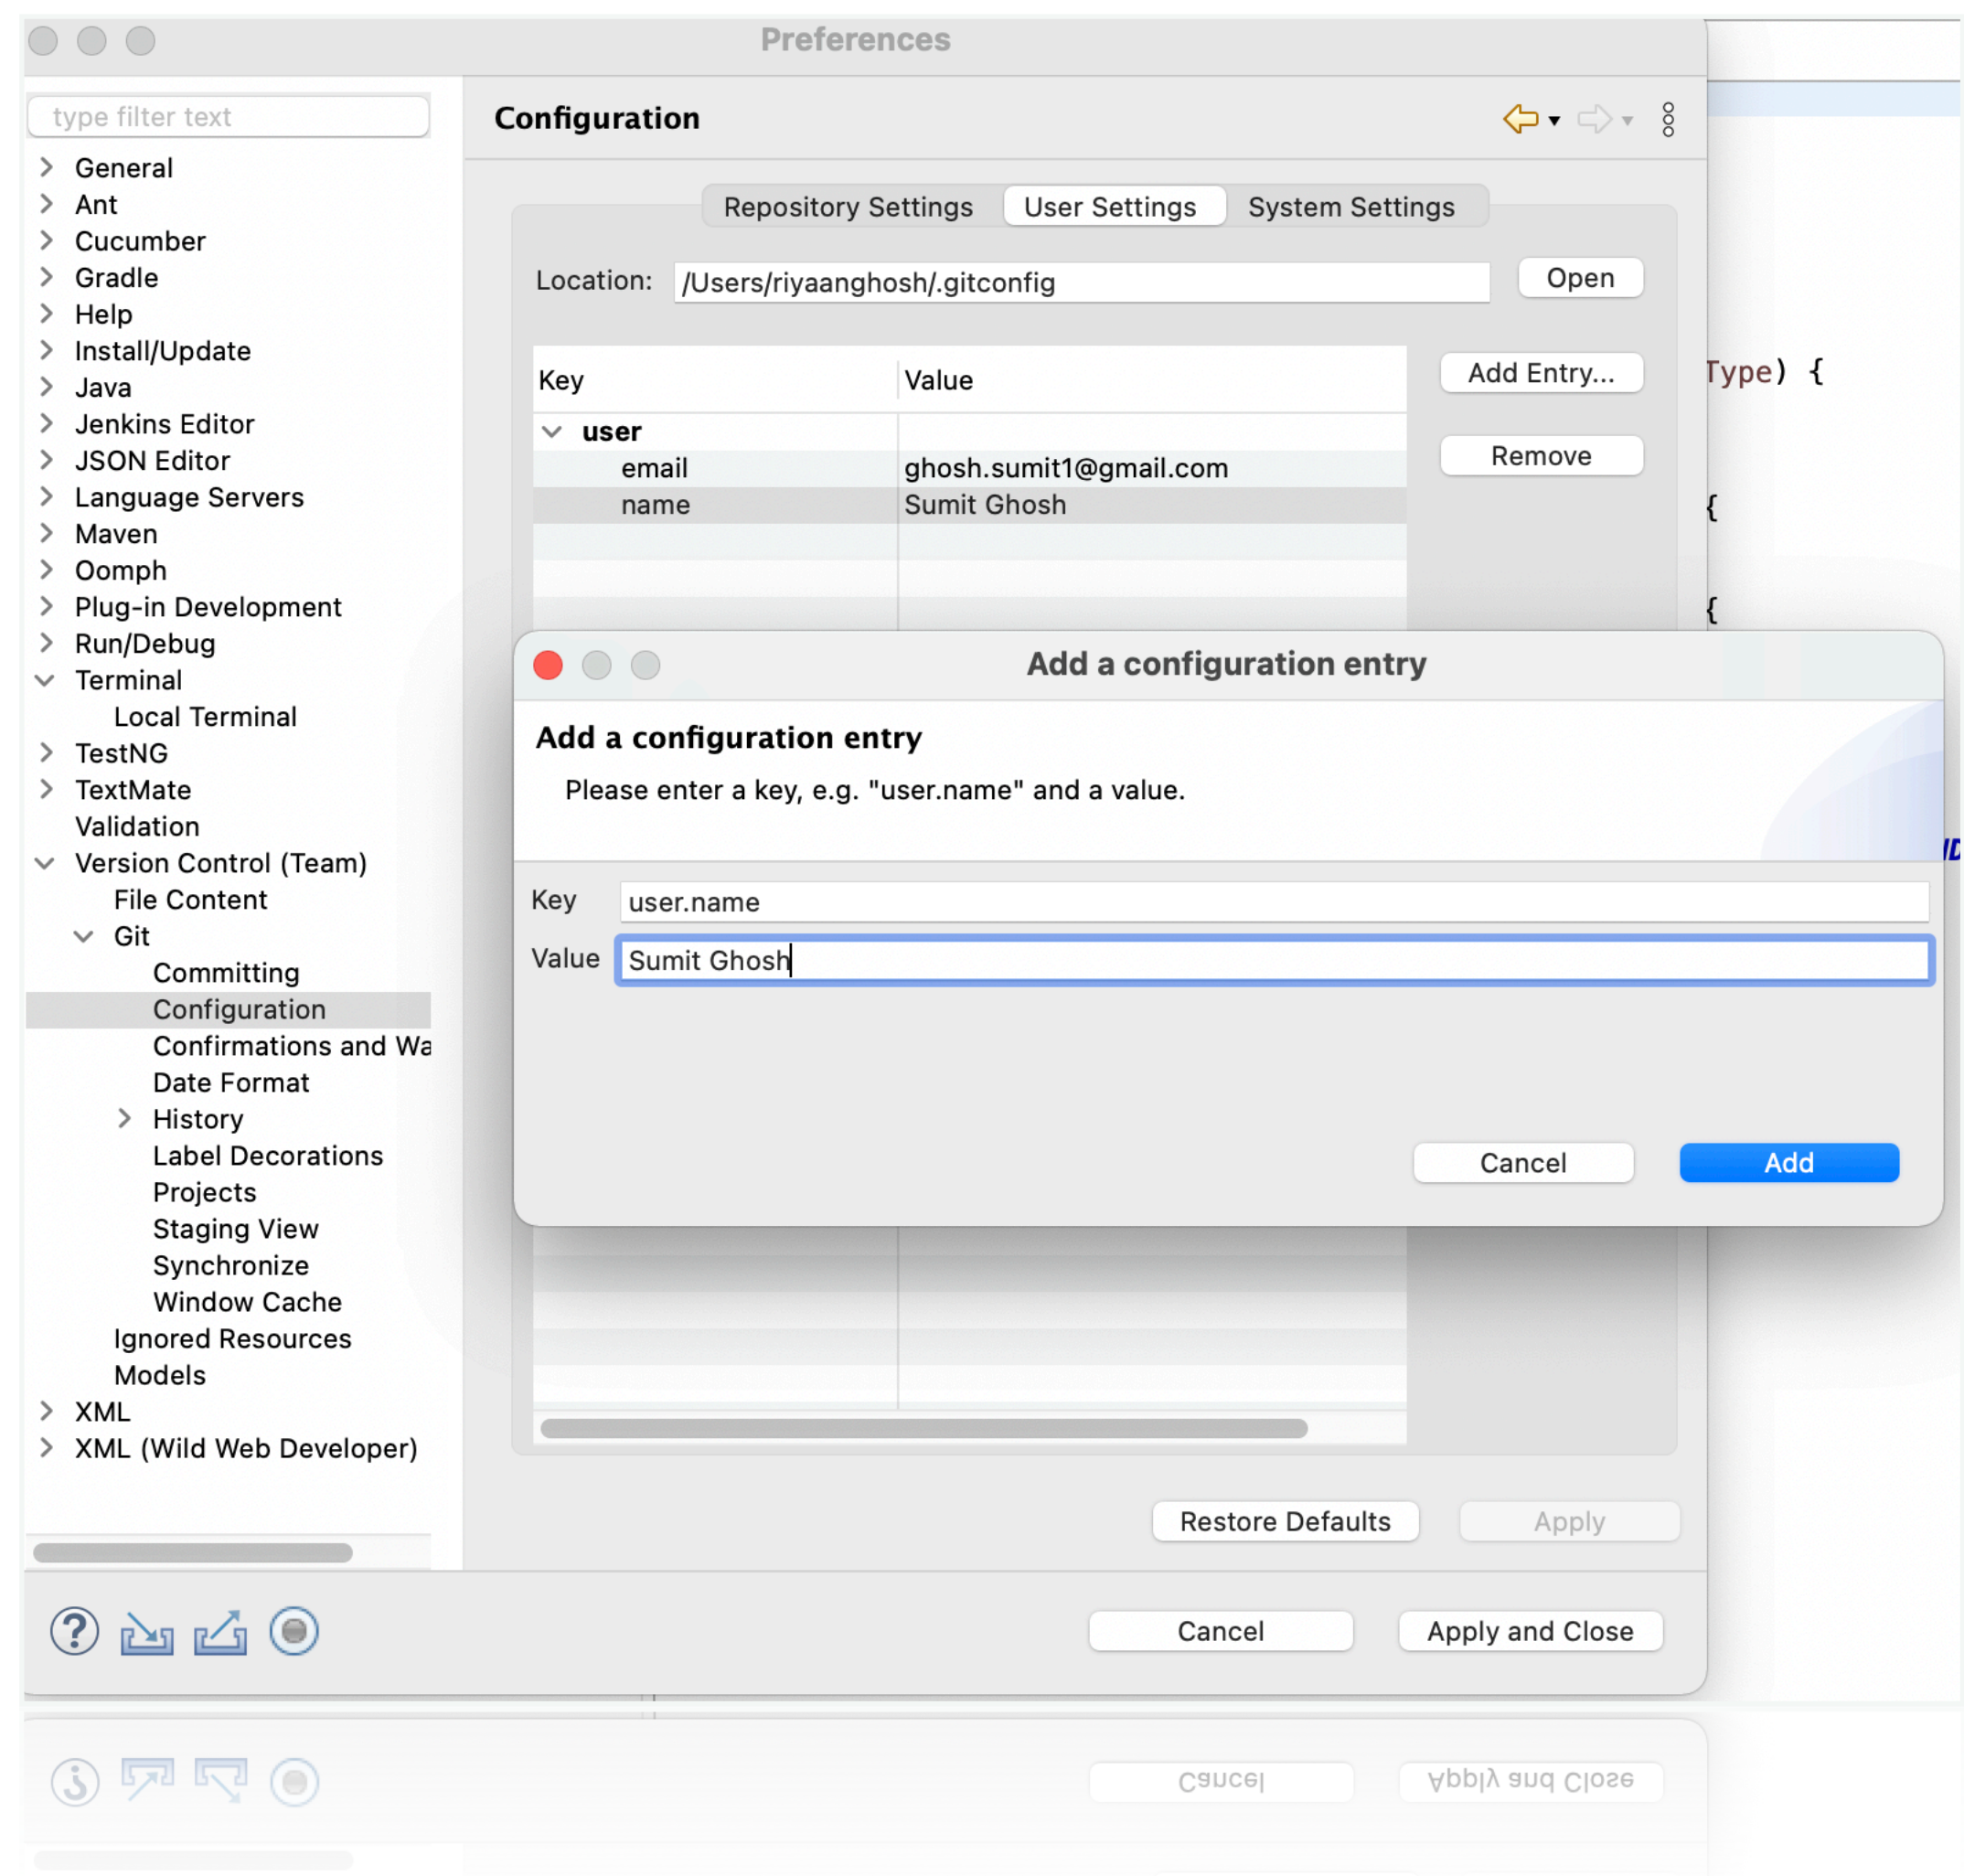 Preferences
type filter text
General
Ant
Cucumber
Gradle
Help
Install/Update
Java
Jenkins Editor
JSON Editor
Language Servers
Maven
Oomph
Plug-in Development
Run/Debug
Terminal
Local Terminal
TestNG
TextMate
Validation
Version Control (Team)
File Content
Git
Committing
Configuration
Confirmations and Wa
Date Format
History
Label Decorations
Projects
Staging View
Synchronize
Window Cache
Ignored Resources
Models
XML
XML (Wild Web Developer)
Configuration
Repository Settings User Settings System Settings
Location: /Users/riyaanghosh/.gitconfig Open
Key Value Add Entry...
user
email ghosh.sumit1@gmail.com Remove
name Sumit Ghosh
Type) {
{
{
Add a configuration entry
Add a configuration entry
Please enter a key, e.g. "user.name" and a value.
Key user.name
Value Sumit Ghosh
Cancel Add
Restore Defaults Apply
? Cancel Apply and Close
Cancel Apply and Close